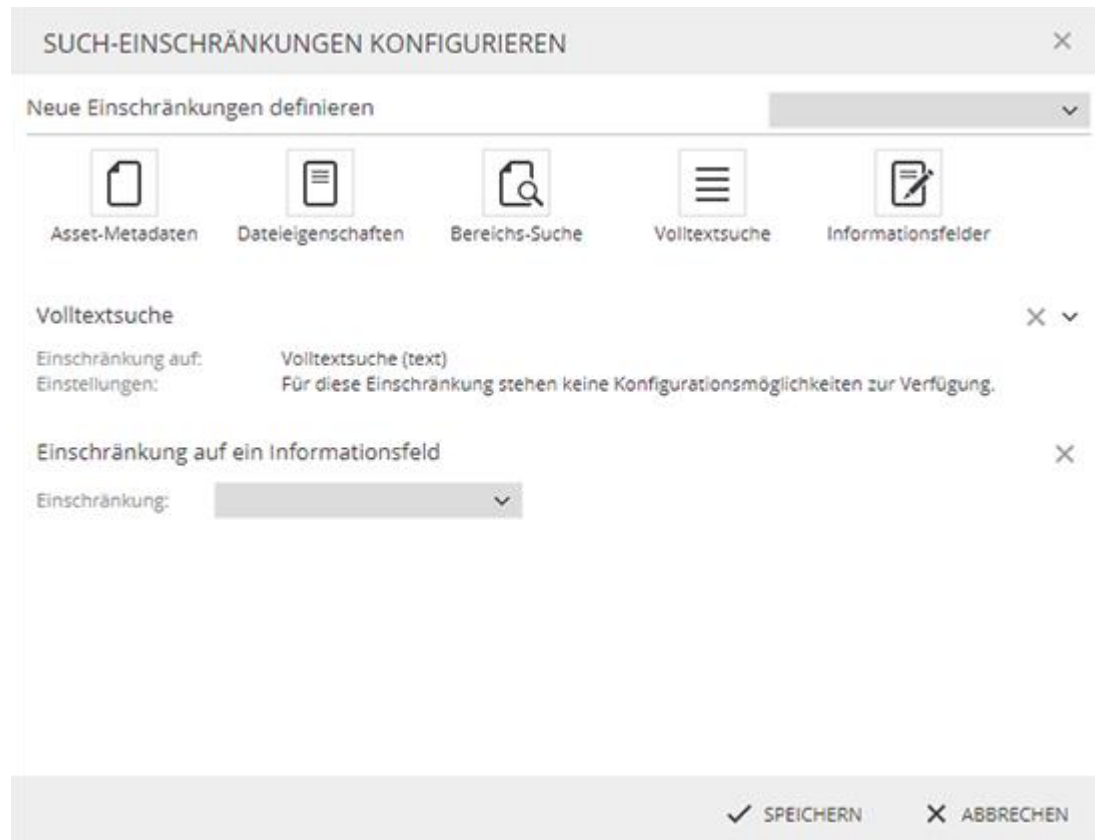 SUCH-EINSCHRÄNKUNGEN KONFIGURIEREN
Neue Einschränkungen definieren
Asset-Metadaten Dateieigenschaften Bereichs-Suche Volltextsuche Informationsfelder
Volltextsuche
Einschränkung auf: Volltextsuche (text)
Einstellungen: Für diese Einschränkung stehen keine Konfigurationsmöglichkeiten zur Verfügung.
Einschränkung auf ein Informationsfeld
Einschränkung:
SPEICHERN ABBRECHEN